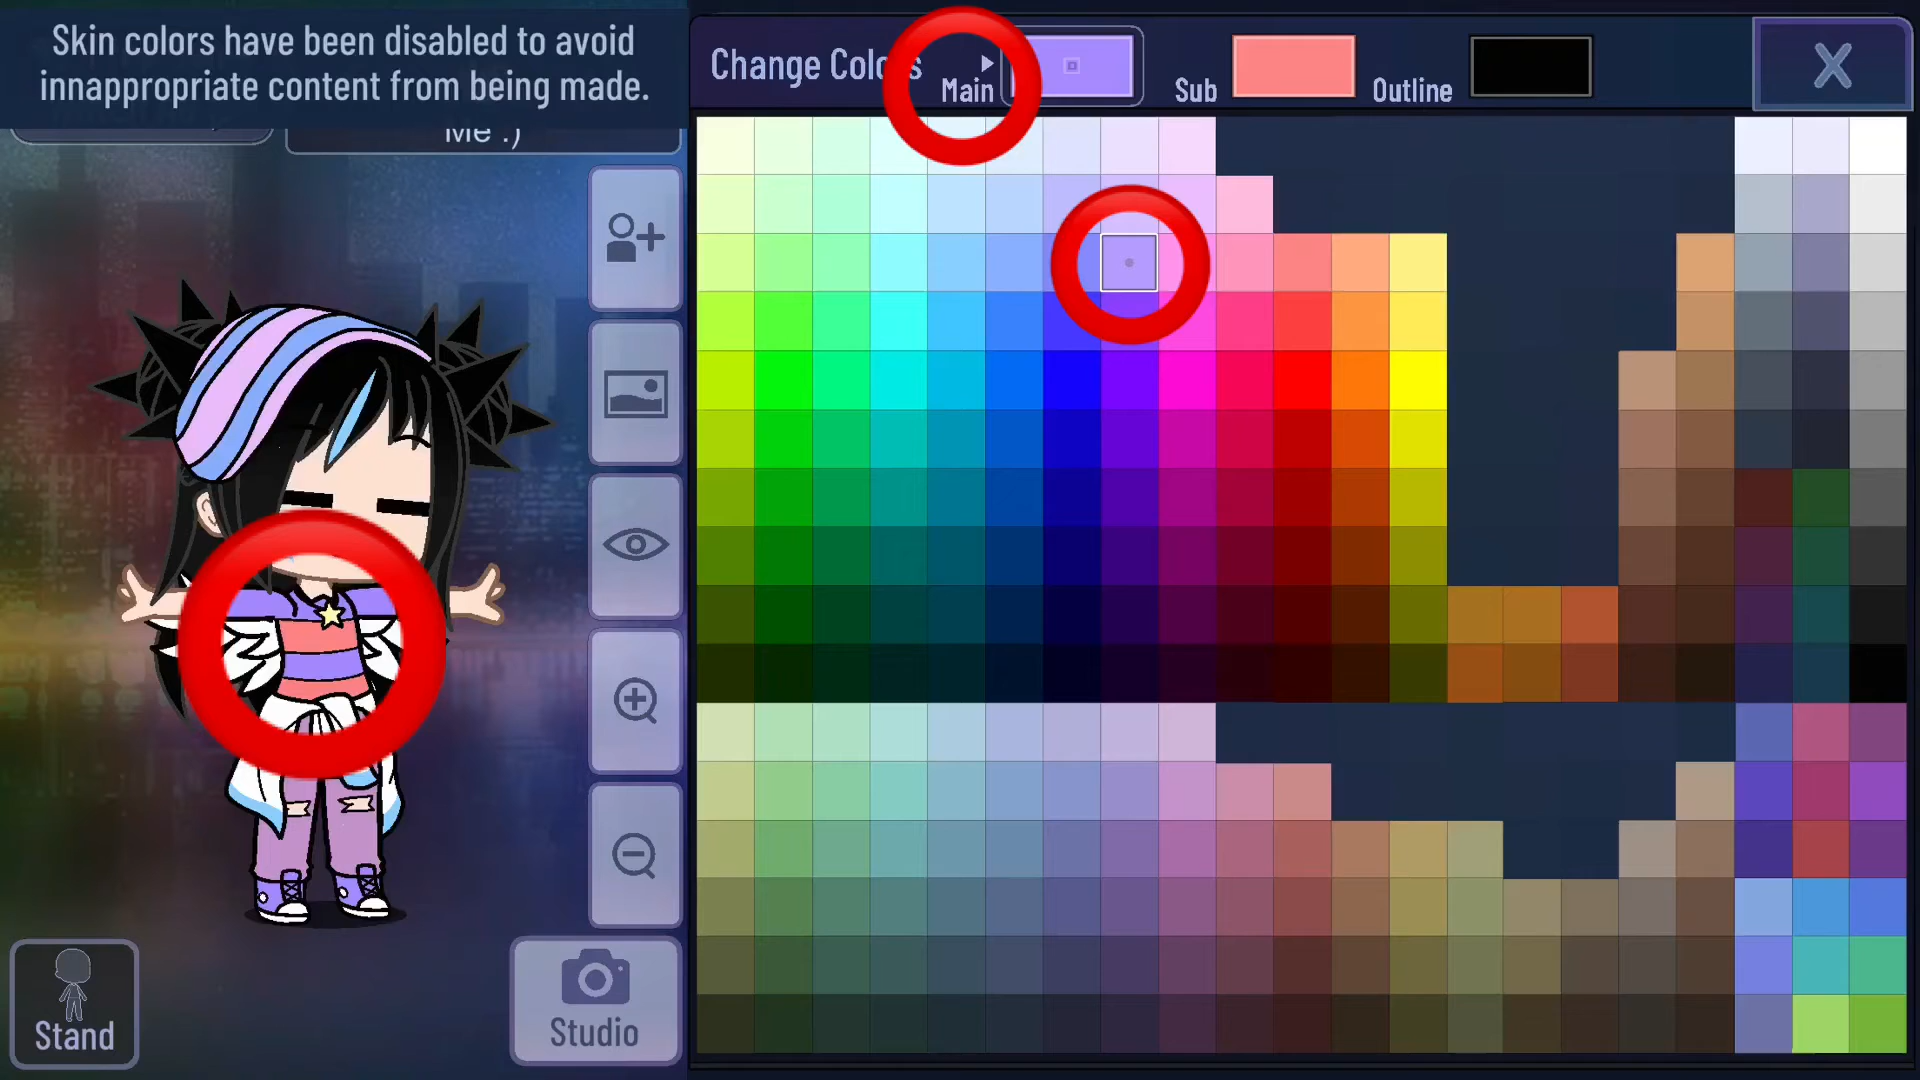 Skin colors have been disabled to avoid
innappropriate content from being made.
Me :)
Change Colors
Main
Sub
Outline
X
Stand
Studio